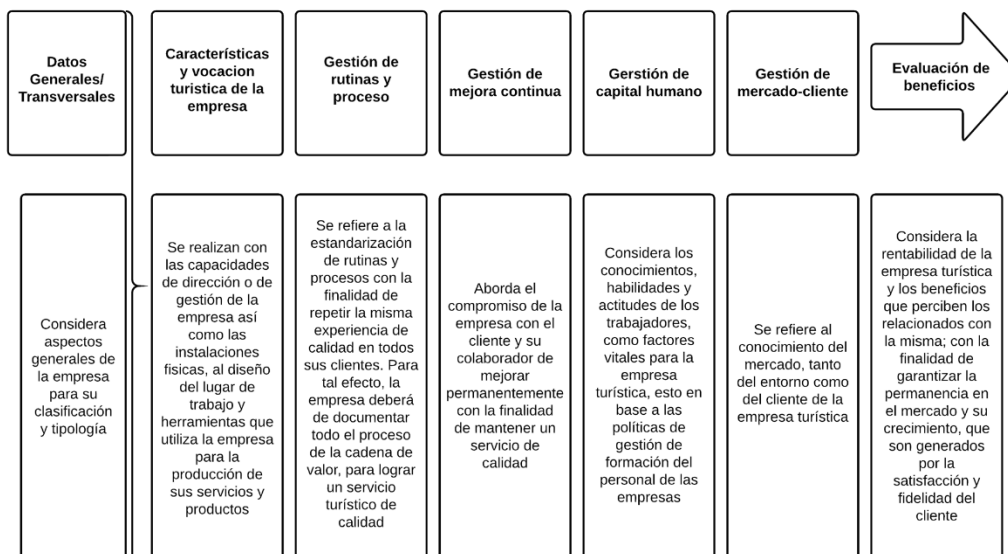 Datos
Generales/
Transversales
Características
y vocacion
turistica de la
empresa
Gestión de
rutinas y
proceso
Gestión de
mejora continua
Gerstión de
capital humano
Gestión de
mercado-cliente
Evaluación de
beneficios
Considera
aspectos
generales de
la empresa
para su
clasificación
y tipología
Se realizan con
las capacidades
de dirección o de
gestión de la
empresa así
como las
instalaciones
fisicas, al diseño
del lugar de
trabajo y
herramientas que
utiliza la empresa
para la
producción de
sus servicios y
productos
Se refiere a la
estandarización
de rutinas y
procesos con la
finalidad de
repetir la misma
experiencia de
calidad en todos
sus clientes. Para
tal efecto, la
empresa deberá
de documentar
todo el proceso
de la cadena de
valor, para lograr
un servicio
turístico de
calidad
Aborda el
compromiso de la
empresa con el
cliente y su
colaborador de
mejorar
permanentemente
con la finalidad
de mantener un
servicio de
calidad
Considera los
conocimientos,
habilidades y
actitudes de los
trabajadores,
como factores
vitales para la
empresa
turística, esto en
base a las
políticas de
gestión de
formación del
personal de las
empresas
Se refiere al
conocimiento del
mercado, tanto
del entorno como
del cliente de la
empresa turística
Considera la
rentabilidad de la
empresa turística
y los beneficios
que perciben los
relacionados con
la misma; con la
finalidad de
garantizar la
permanencia en
el mercado y su
crecimiento, que
son generados
por la
satisfacción y
fidelidad del
cliente